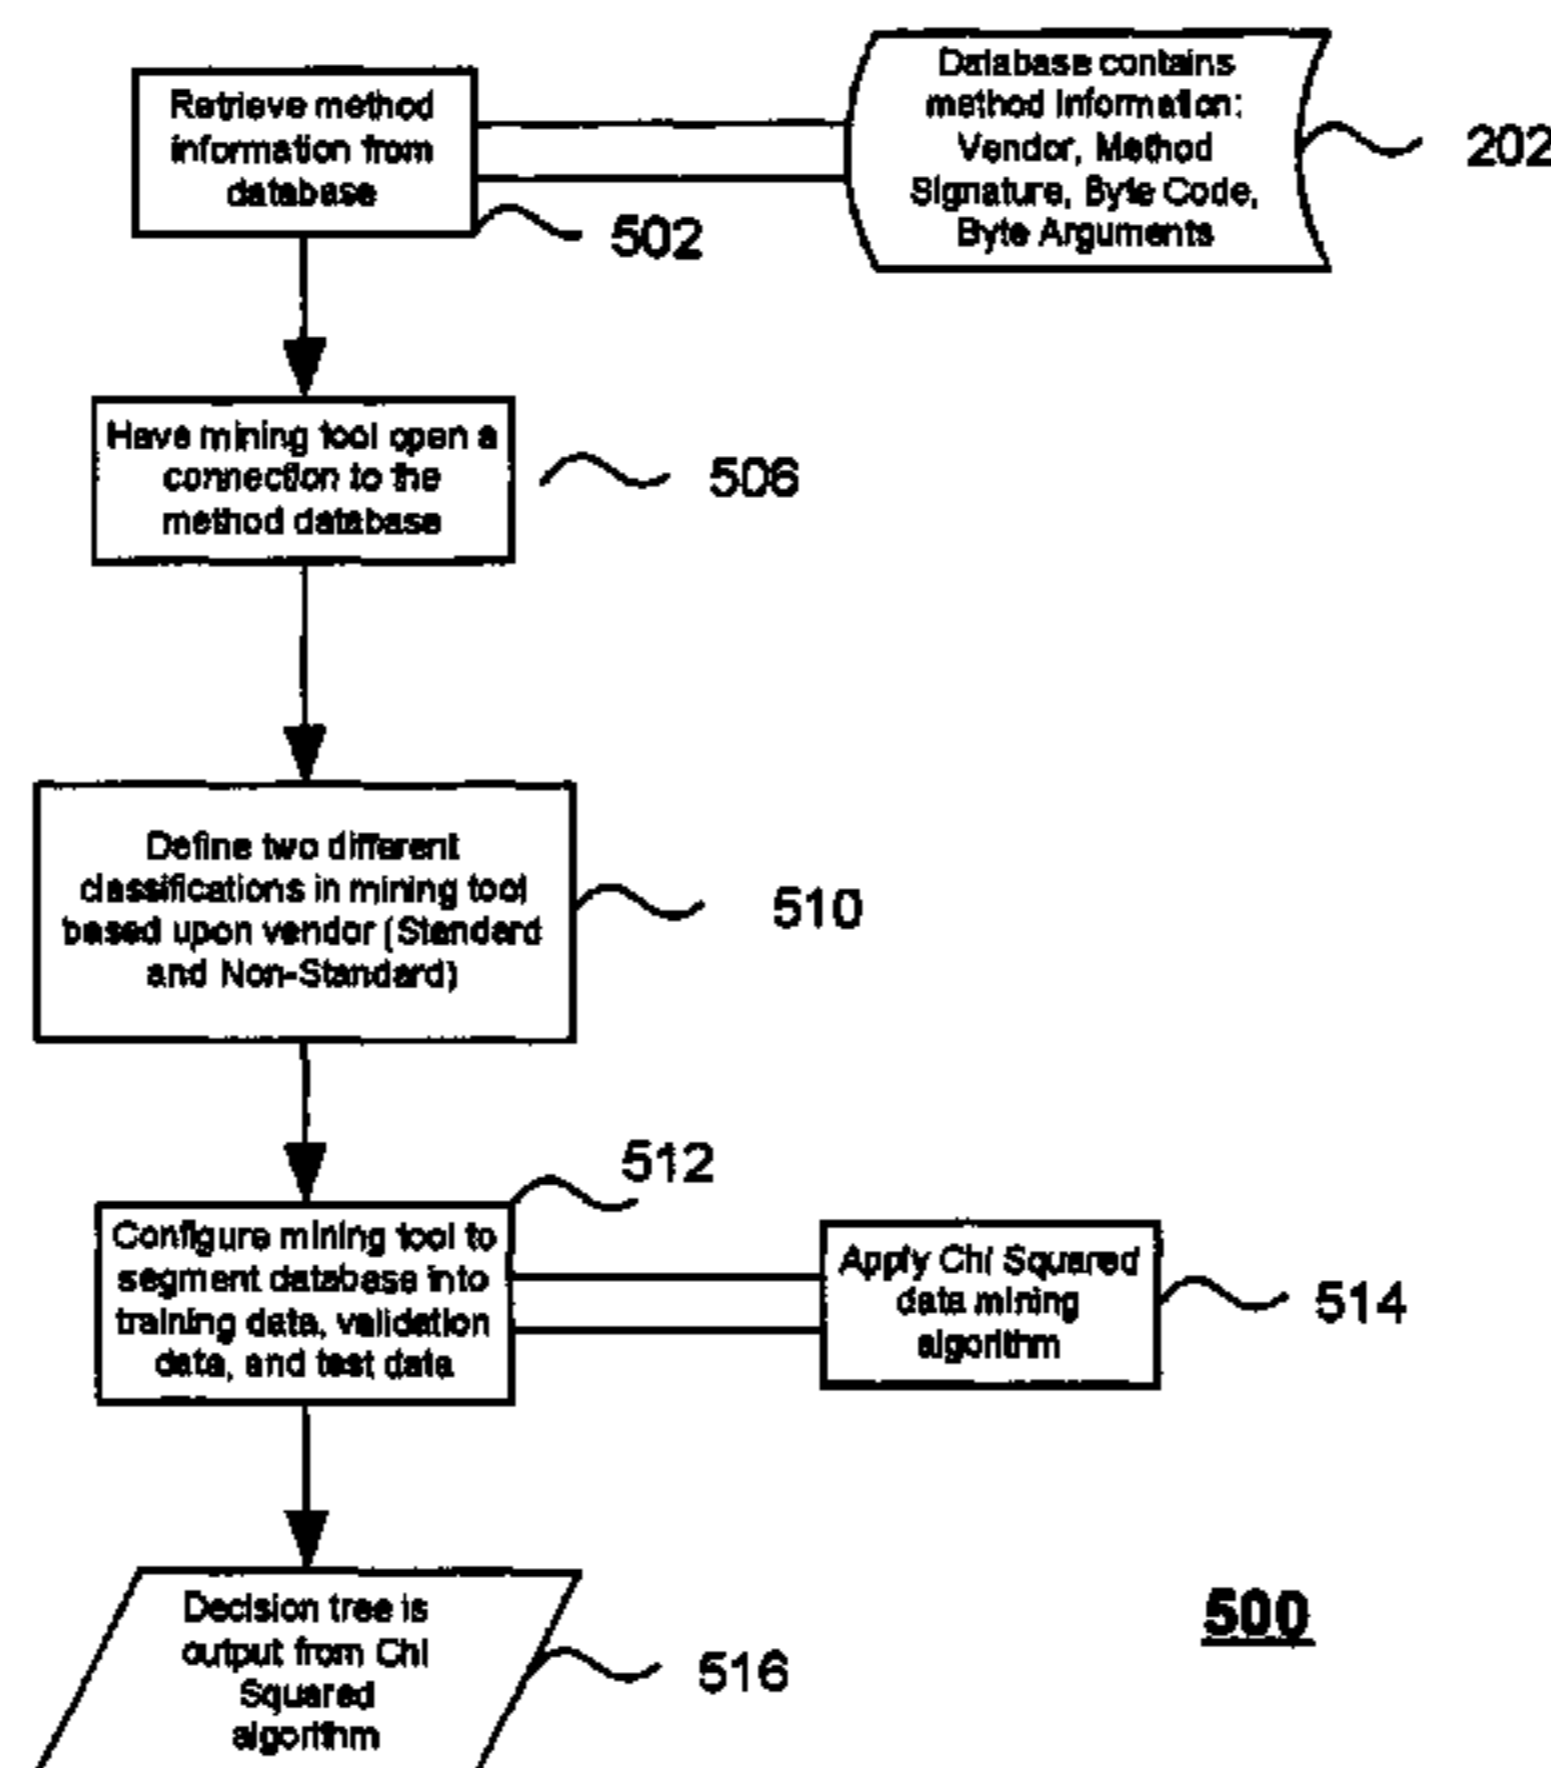 Retrieve method
information from
database
502
Database contains
method information:
Vendor, Method
Signature, Byte Code,
Byte Arguments
202
Have mining tool open a
connection to the
method database
506
Define two different
classifications in mining tool
based upon vendor (Standard
and Non-Standard)
510
512
Configure mining tool to
segment database into
training data, validation
data, and test data
Apply Chi Squared
data mining
algorithm
514
Decision tree is
output from Chi
Squared
algorithm
516
500